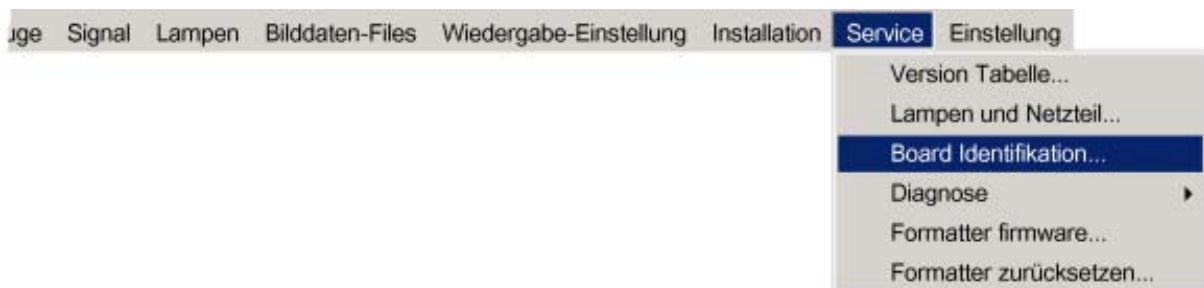 Signal Lampen Bilddaten-Files Wiedergabe-Einstellung Installation Service Einstellung
Version Tabelle...
Lampen und Netzteil...
Board Identifikation...
Diagnose
Formatter firmware...
Formatter zurücksetzen...